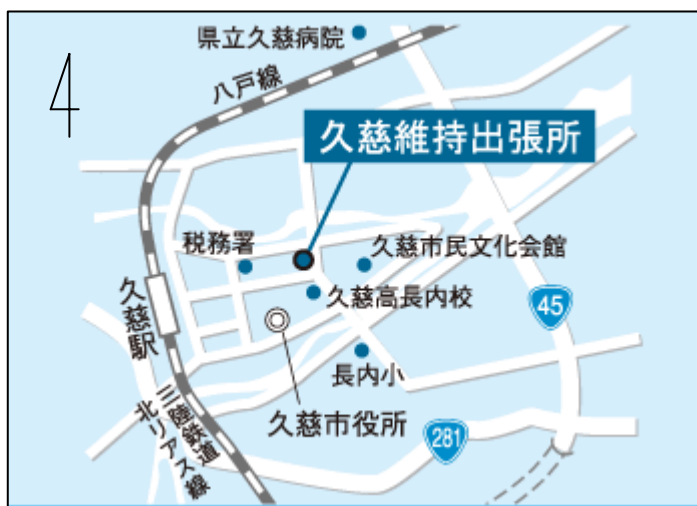 県立久慈病院
八戸線
久慈維持出張所
税務署
久慈市民文化会館
久慈高長内校
久慈駅
45
長内小
久慈市役所
三陸鉄道
北リアス線
281